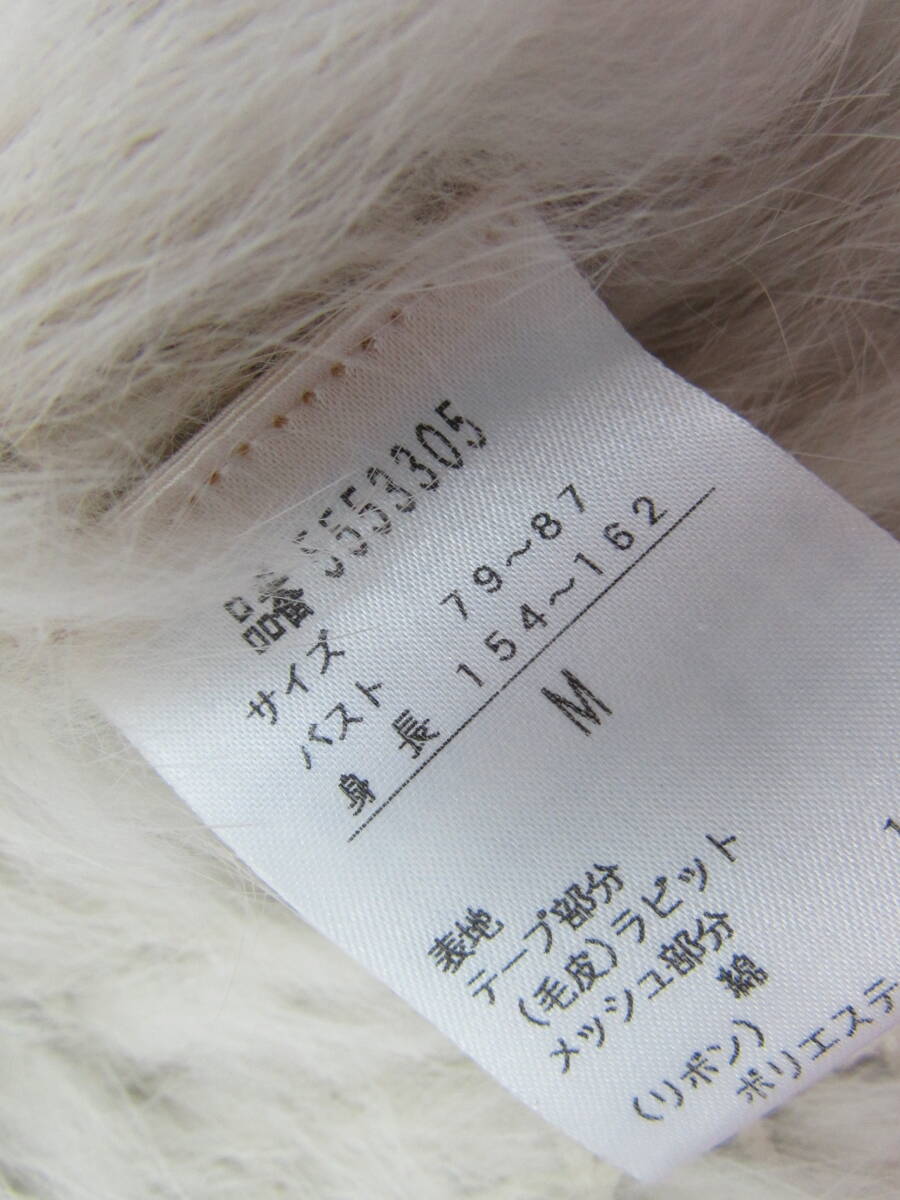 品番 S553305
サイズ
バスト 79～87
身長 154～162
M
表地
テープ部分
(毛皮)ラビット
メッシュ部分
綿
(リボン)
ポリエステ